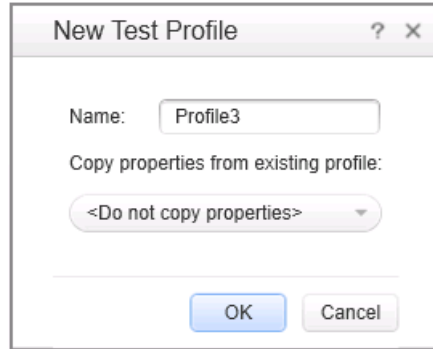 New Test Profile ? ×
Name: Profile3
Copy properties from existing profile:
<Do not copy properties>
OK Cancel